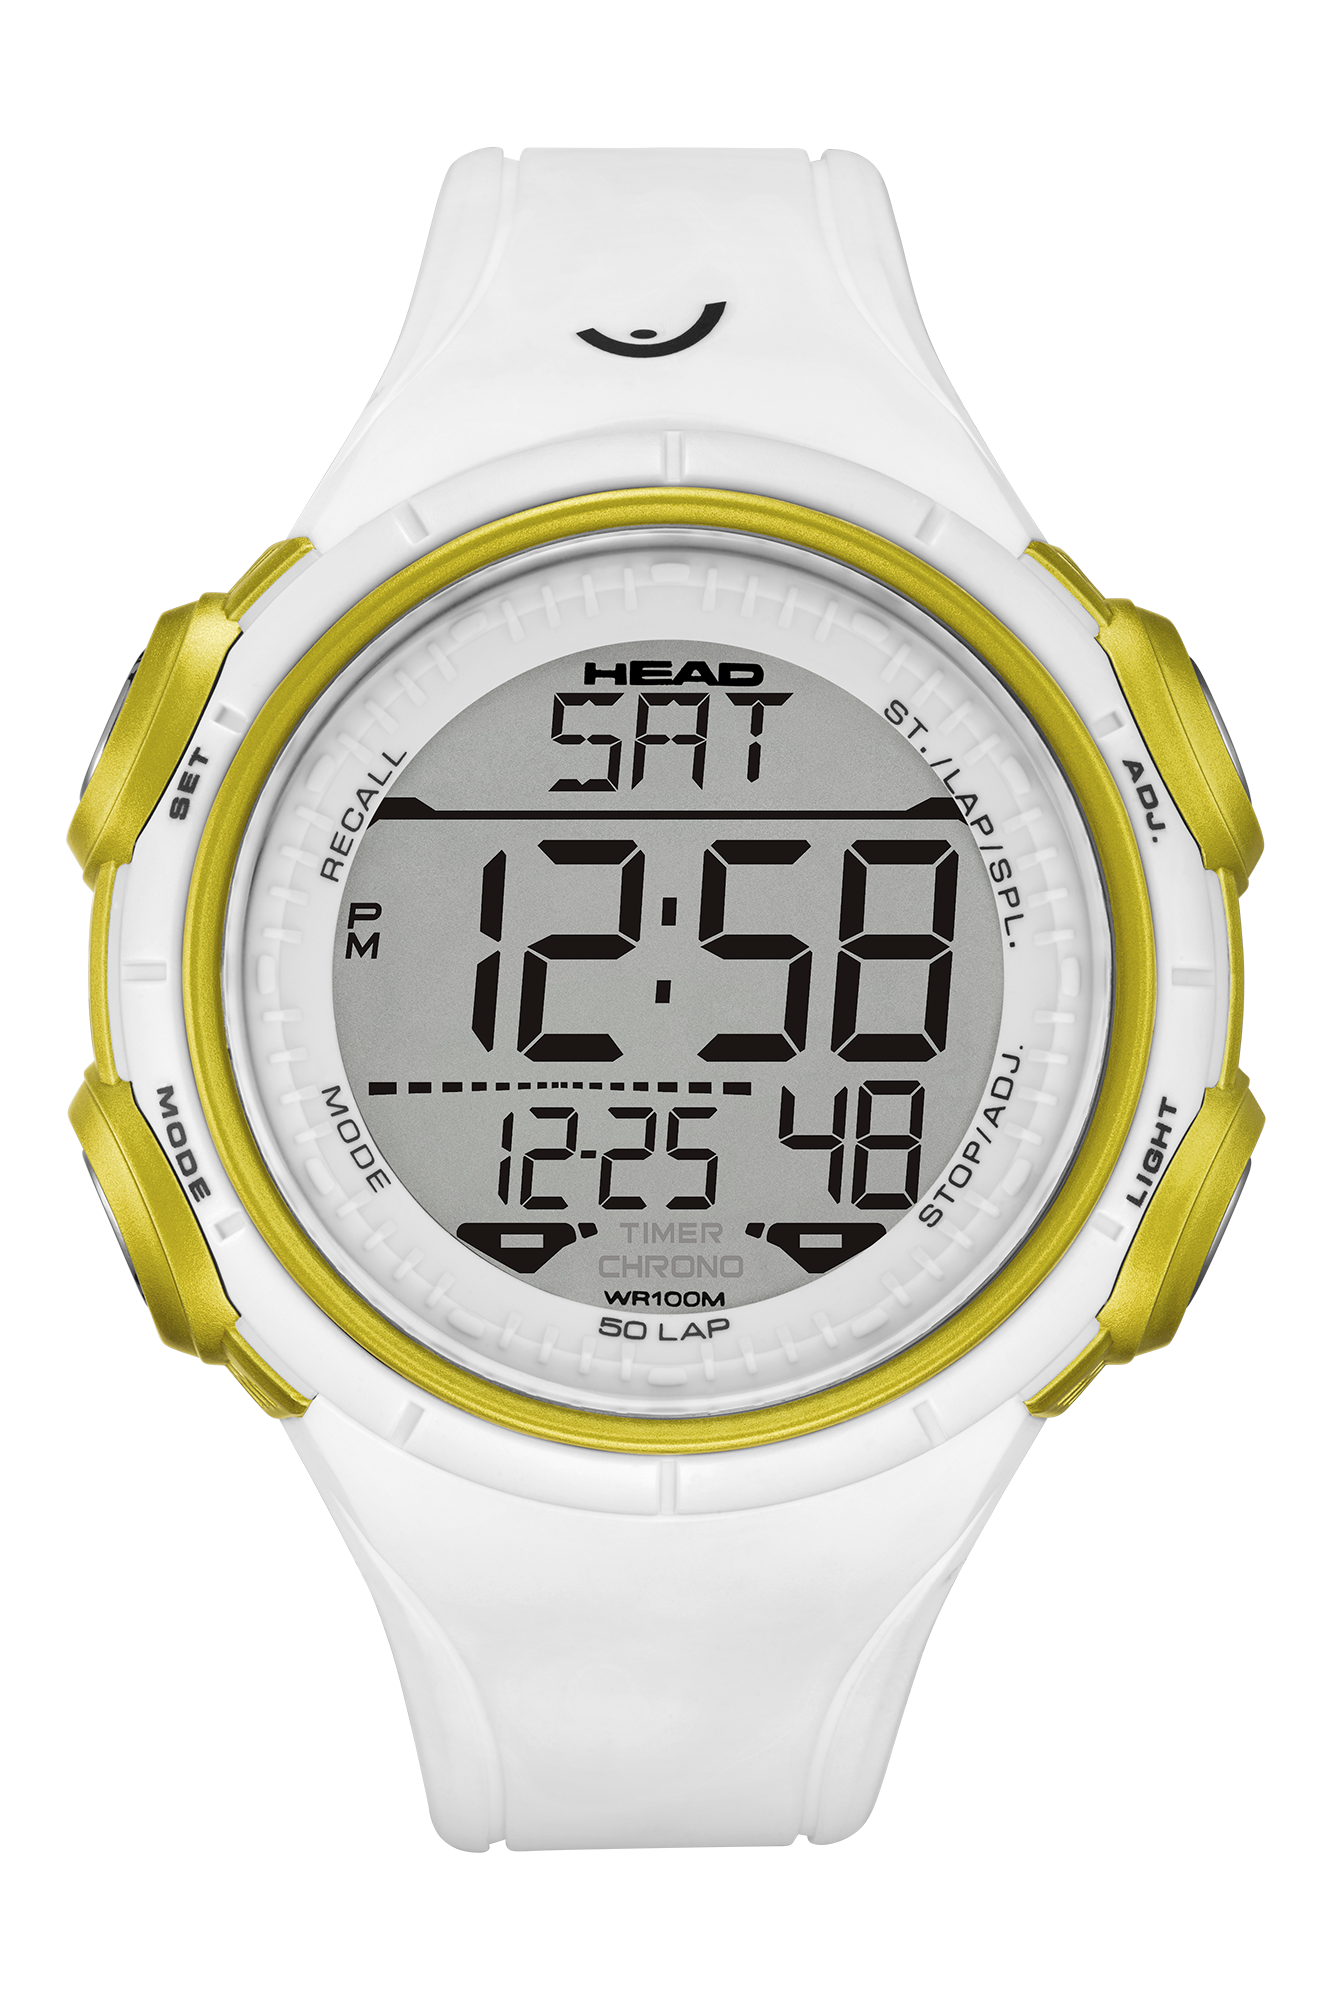 HEAD
SAT
RECALL
ST./LAP/SPL.
SET
ADJ.
P
M
12:58
12-25
48
MODE
STOP/ADJ.
MODE
LIGHT
TIMER
CHRONO
WR100M
50 LAP